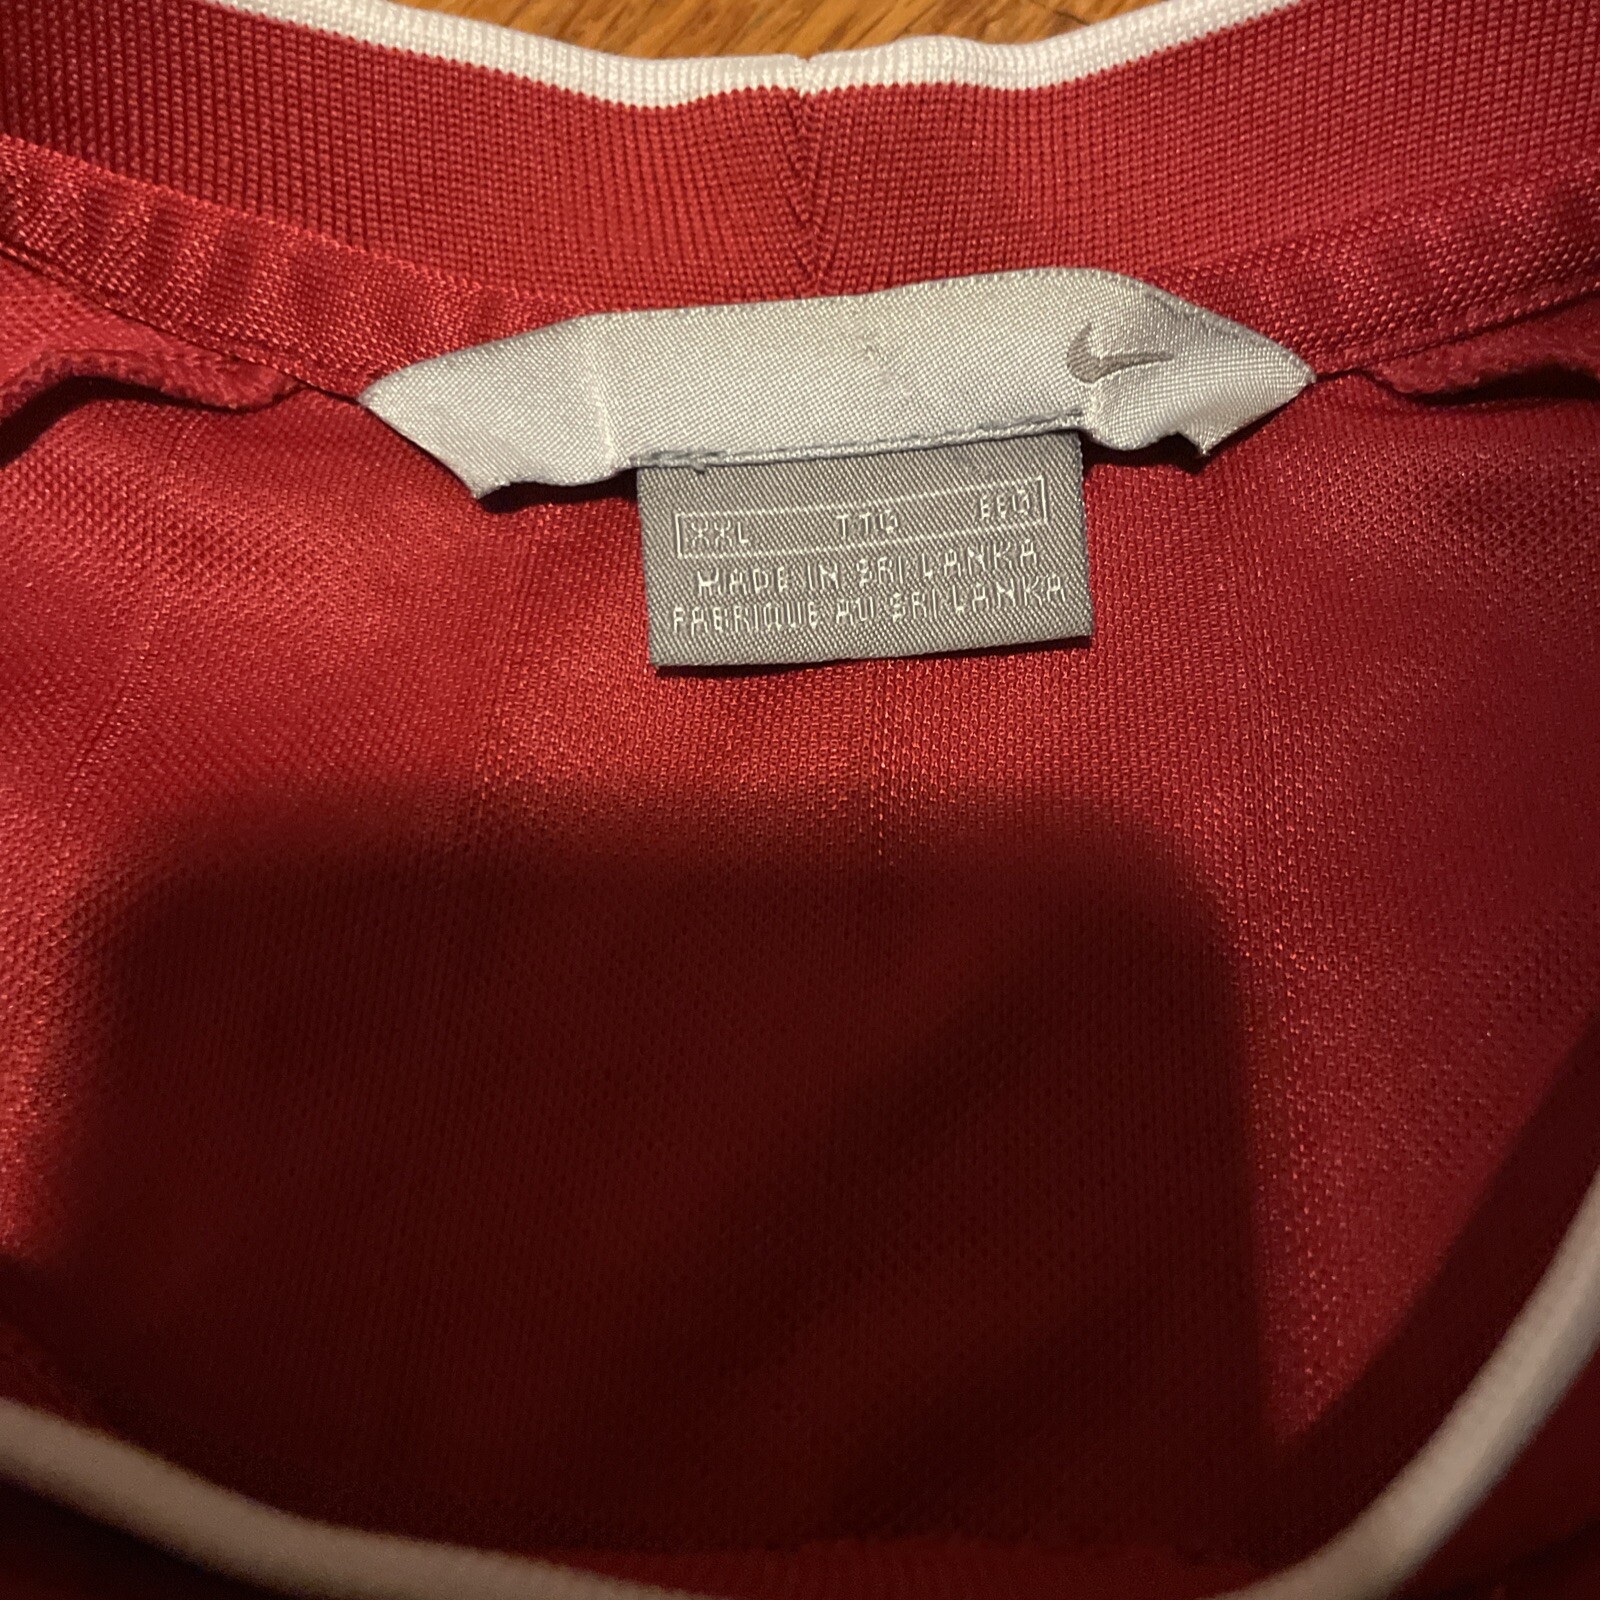 XXL TTG EEG
MADE IN SRI LANKA
FABRIQUE AU SRI LANKA